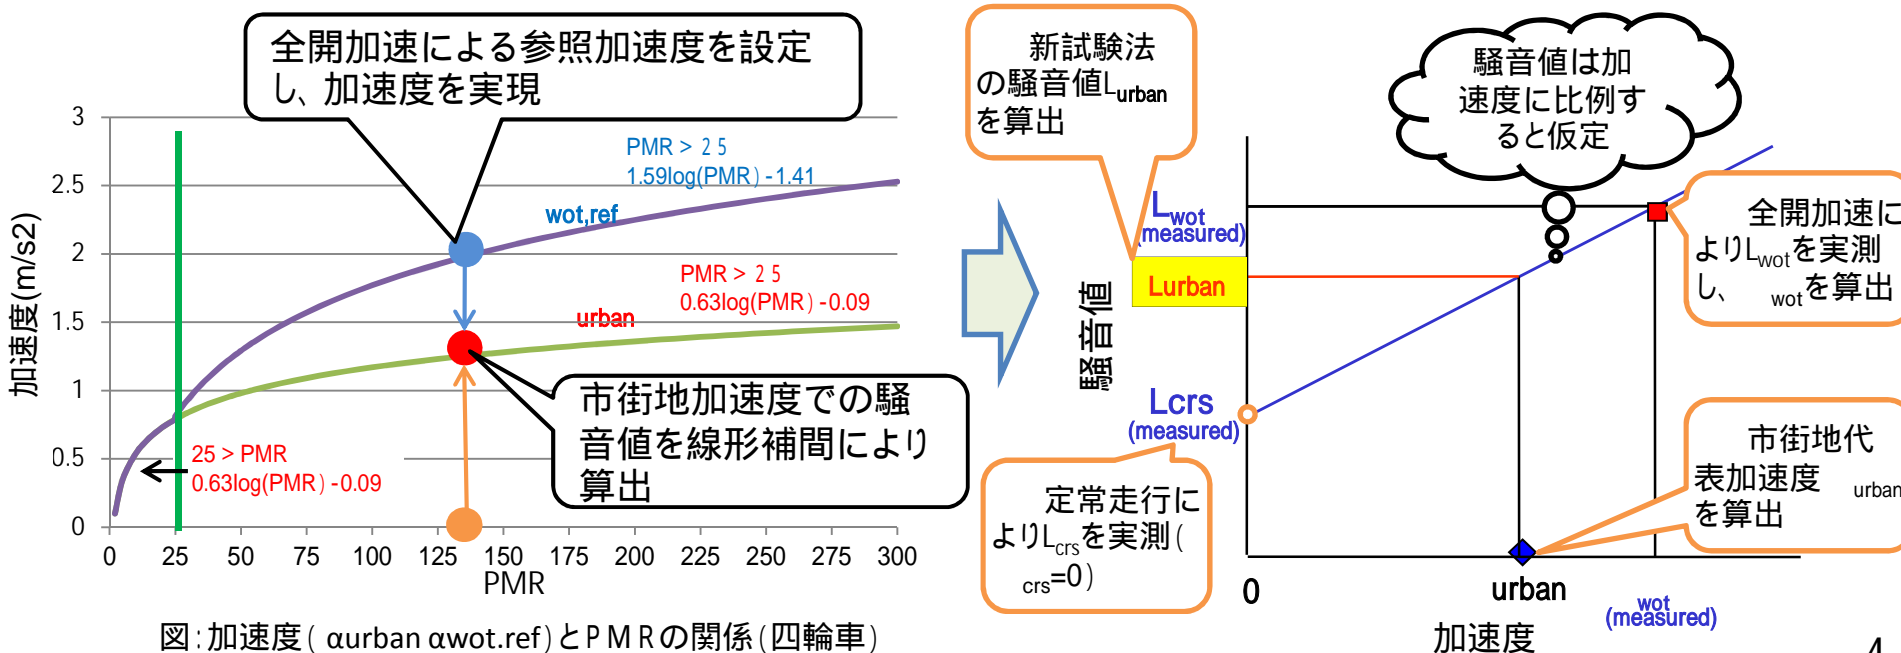 全開加速による参照加速度を設定
し、加速度を実現
3
2.5
2
1.5
1
0.5
0
加速度(m/s2)
PMR > 25
1.59log(PMR) -1.41
wot,ref
PMR > 25
0.63log(PMR) -0.09
urban
25 > PMR
0.63log(PMR) -0.09
市街地加速度での騒
音値を線形補間により
算出
0 25 50 75 100 125 150 175 200 225 250 275 300
PMR
図:加速度( αurban αwot.ref)とPMRの関係(四輪車)
新試験法
の騒音値Lurban
を算出
騒音値は加
速度に比例す
ると仮定
Lwot
(measured)
Lurban
騒音値
Lcrs
(measured)
全開加速に
よりLwotを実測
し、 wotを算出
定常走行に
よりLcrsを実測(
crs=0)
市街地代
表加速度 urban
を算出
0
urban
wot
(measured)
加速度
4